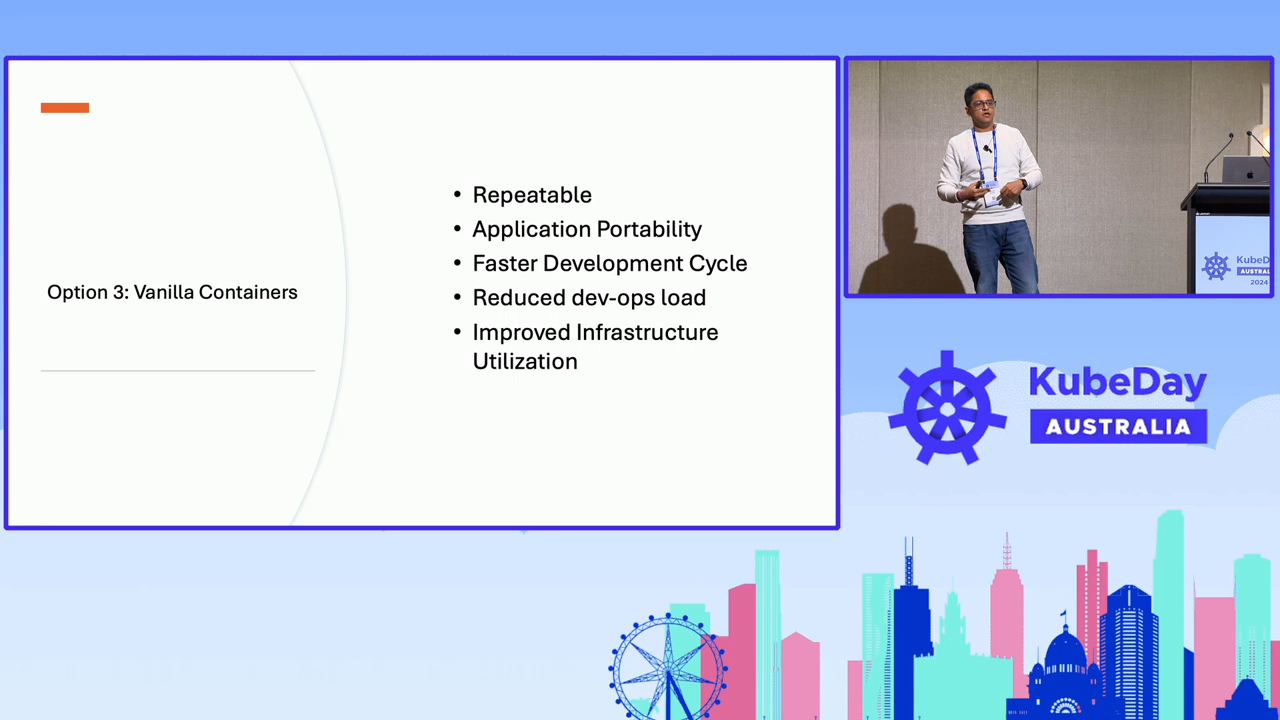 Option 3: Vanilla Containers
• Repeatable
• Application Portability
• Faster Development Cycle
• Reduced dev-ops load
• Improved Infrastructure
Utilization
KubeDay
AUSTRALIA
2024